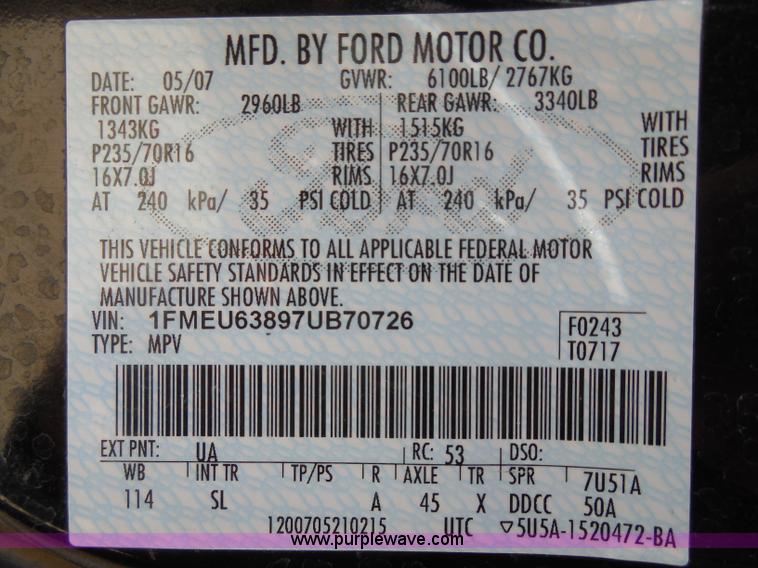 MFD. BY FORD MOTOR CO.
DATE: 05/07 GVWR: 6100LB/ 2767KG
FRONT GAWR: 2960LB REAR GAWR: 3340LB
1343KG WITH 1515KG WITH
P235/70R16 TIRES P235/70R16 TIRES
16X7.0J RIMS 16X7.0J RIMS
AT 240 kPa/ 35 PSI COLD AT 240 kPa/ 35 PSI COLD
THIS VEHICLE CONFORMS TO ALL APPLICABLE FEDERAL MOTOR
VEHICLE SAFETY STANDARDS IN EFFECT ON THE DATE OF
MANUFACTURE SHOWN ABOVE.
VIN: 1FMEU63897UB70726 F0243
TYPE: MPV T0717
EXT PNT: UA RC: 53 DSO:
WB INT TR TP/PS R AXLE TR SPR 7U51A
114 SL A 45 X DDCC 50A
1200705210215 UTC ▽5U5A-1520472-BA
www.purplewave.com